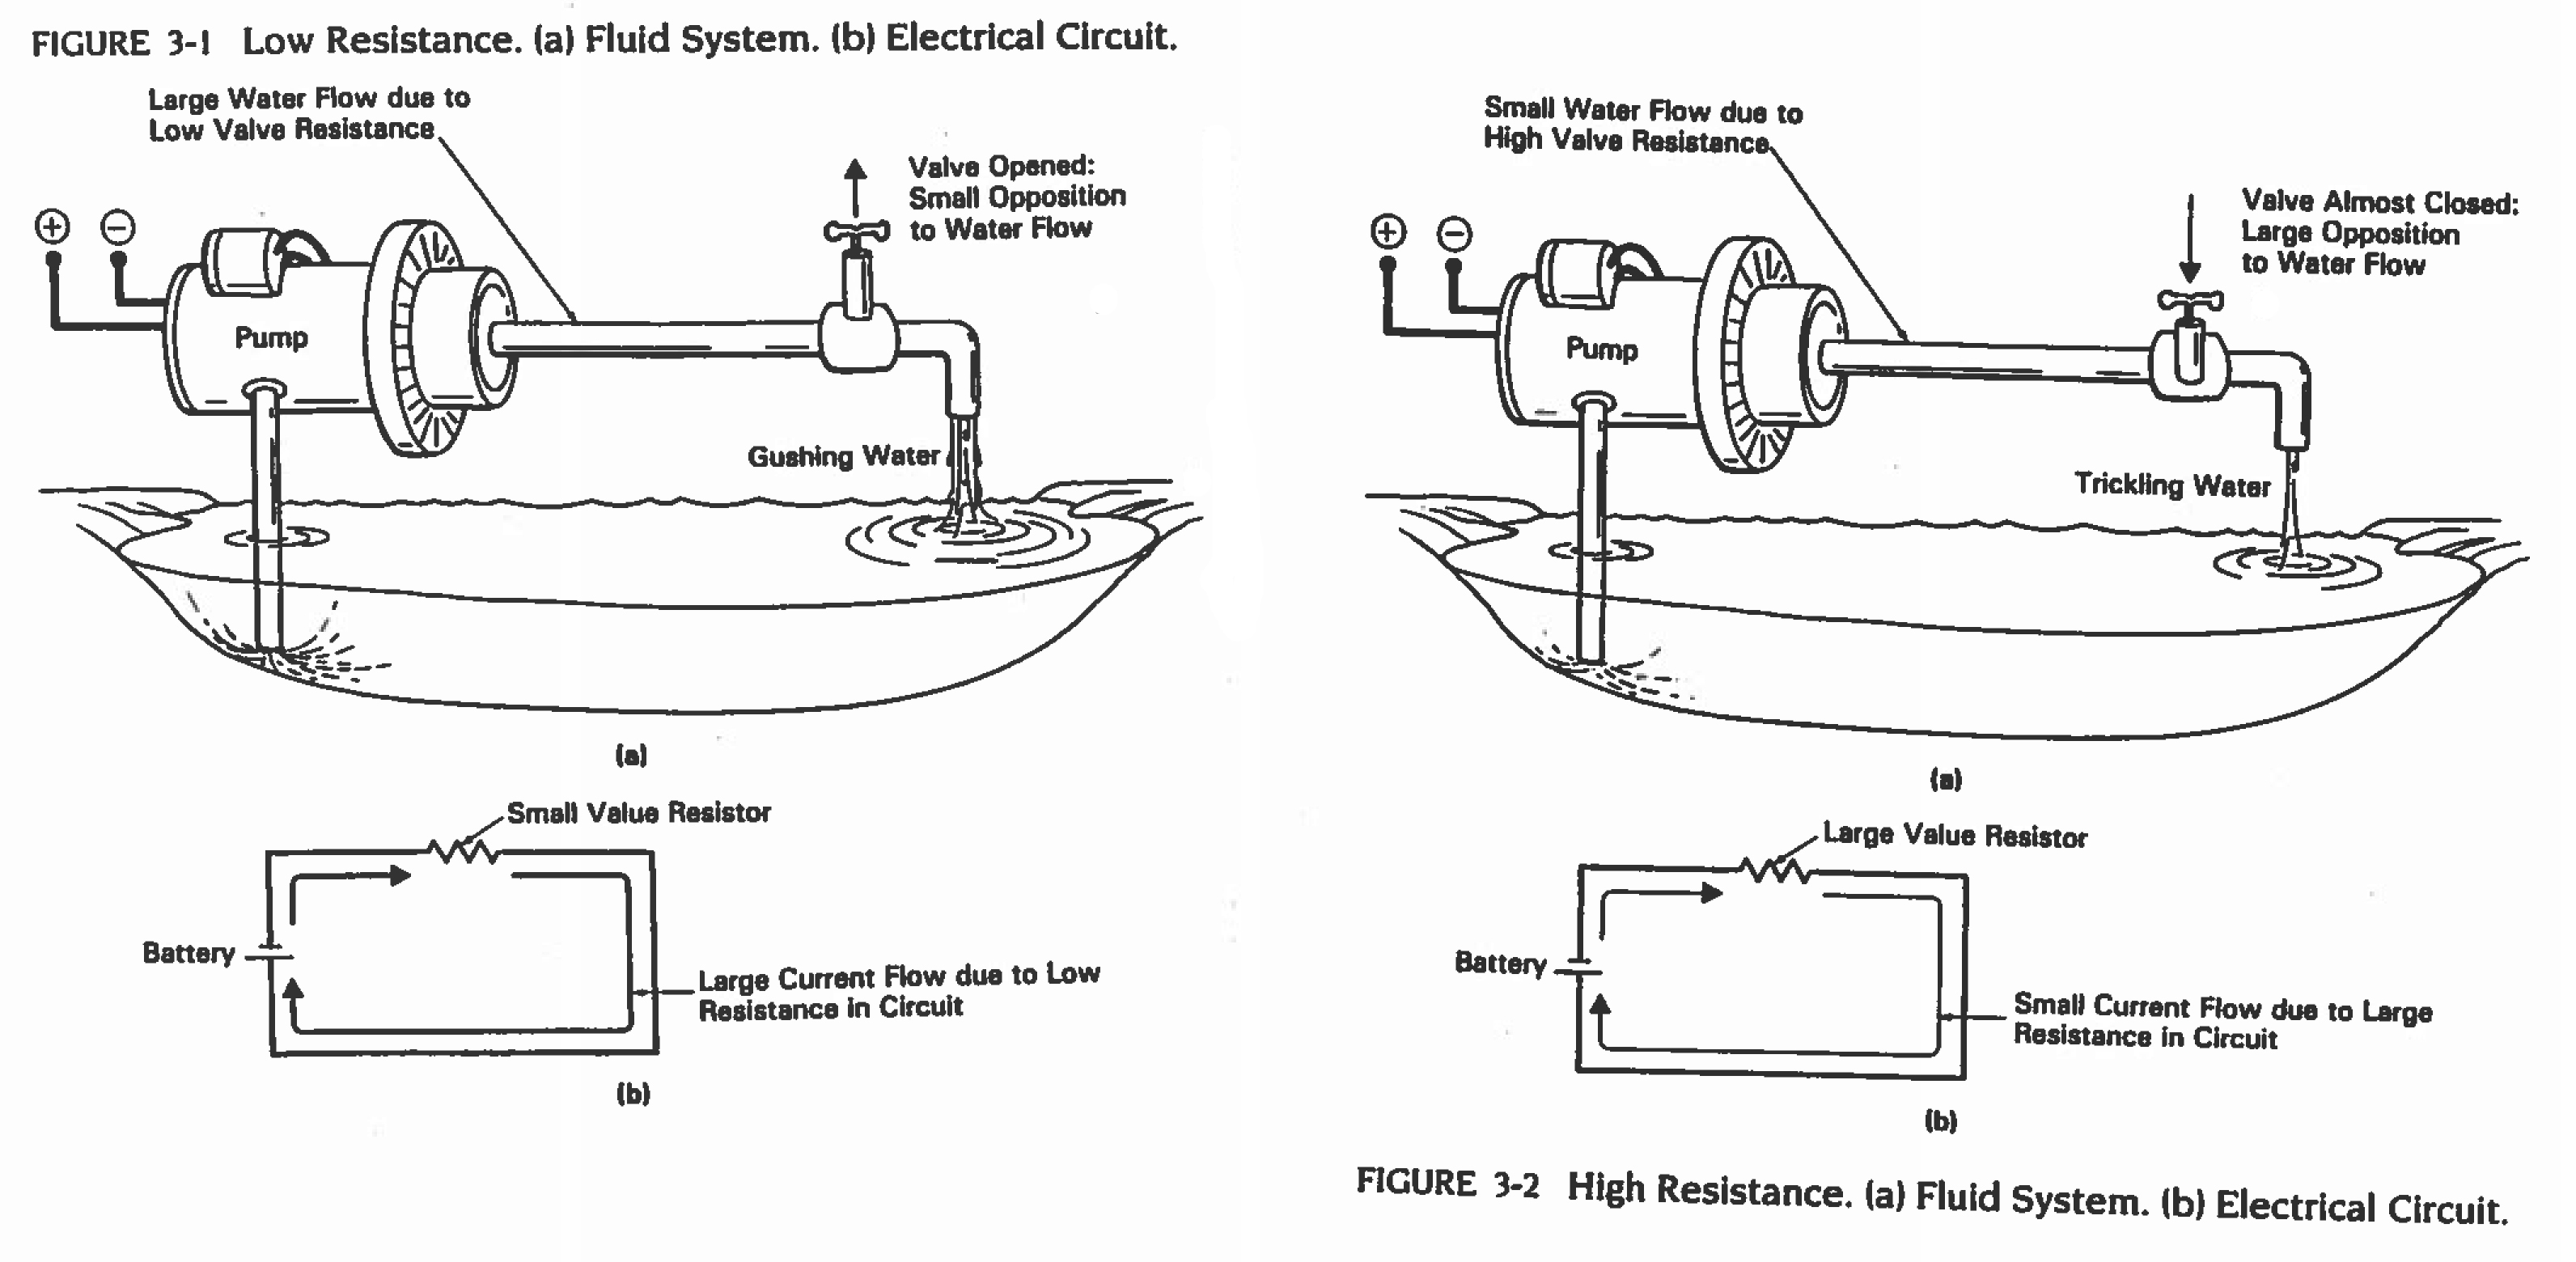 FIGURE 3-1 Low Resistance. (a) Fluid System. (b) Electrical Circuit.
Large Water Flow due to
Low Valve Resistance
Valve Opened:
Small Opposition
to Water Flow
+ −
Pump
Gushing Water
(a)
Small Value Resistor
Battery
Large Current Flow due to Low
Resistance in Circuit
(b)
Small Water Flow due to
High Valve Resistance
Valve Almost Closed:
Large Opposition
to Water Flow
+ −
Pump
Trickling Water
(a)
Large Value Resistor
Battery
Small Current Flow due to Large
Resistance in Circuit
(b)
FIGURE 3-2 High Resistance. (a) Fluid System. (b) Electrical Circuit.